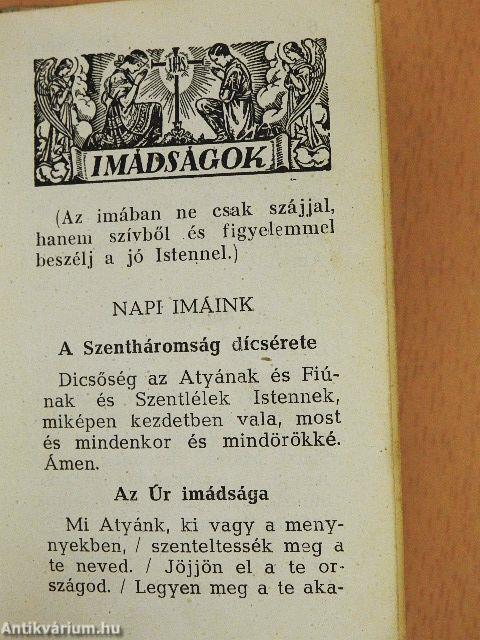 IHS
IMÁDSÁGOK
(Az imában ne csak szájjal,
hanem szívből és figyelemmel
beszélj a jó Istennel.)
NAPI IMÁINK
A Szentháromság dícsérete
Dicsőség az Atyának és Fiú-
nak és Szentlélek Istennek,
miképen kezdetben vala, most
és mindenkor és mindörökké.
Ámen.
Az Úr imádsága
Mi Atyánk, ki vagy a meny-
nyekben, / szenteltessék meg a
te neved. / Jöjjön el a te or-
szágod. / Legyen meg a te aka-
Antikvárium.hu